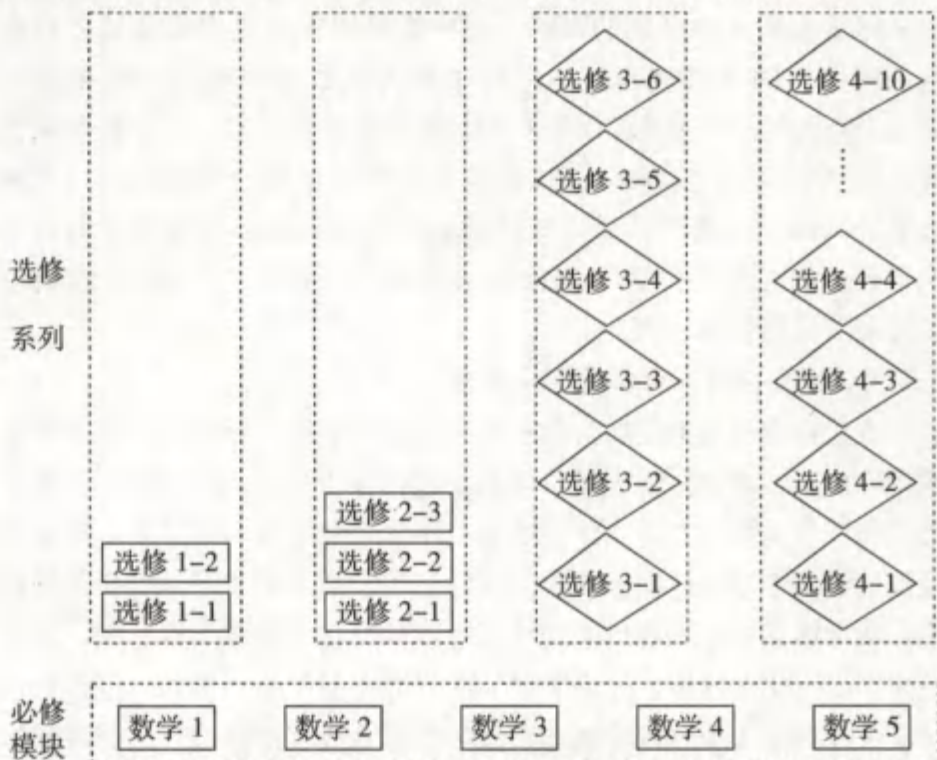 选修 3-6 选修 4-10
选修 3-5
选修 3-4 选修 4-4
选修
系列
选修 3-3 选修 4-3
选修 3-2 选修 4-2
选修 2-3
选修 1-2 选修 2-2
选修 3-1 选修 4-1
选修 1-1 选修 2-1
必修
模块
数学 1 数学 2 数学 3 数学 4 数学 5